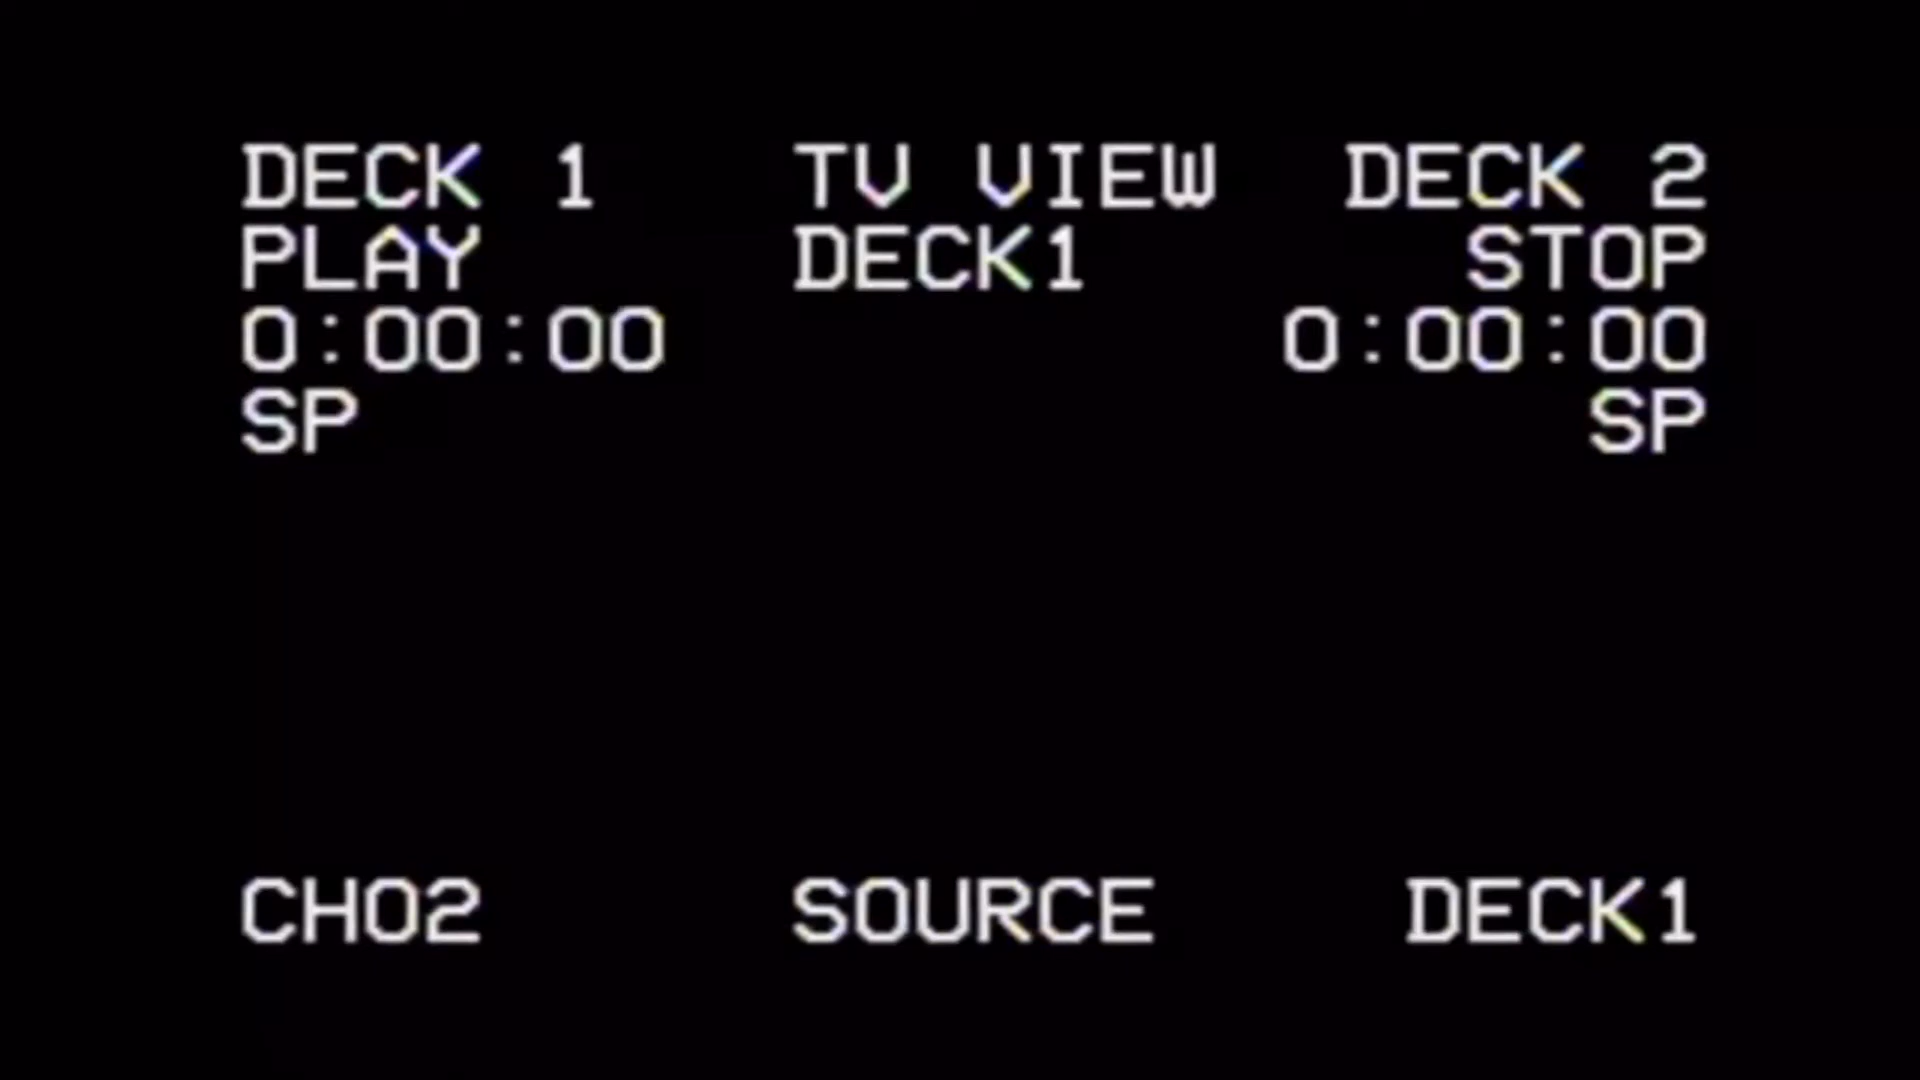 DECK 1 TV VIEW DECK 2
PLAY DECK1 STOP
0:00:00 0:00:00
SP SP
CH02 SOURCE DECK1